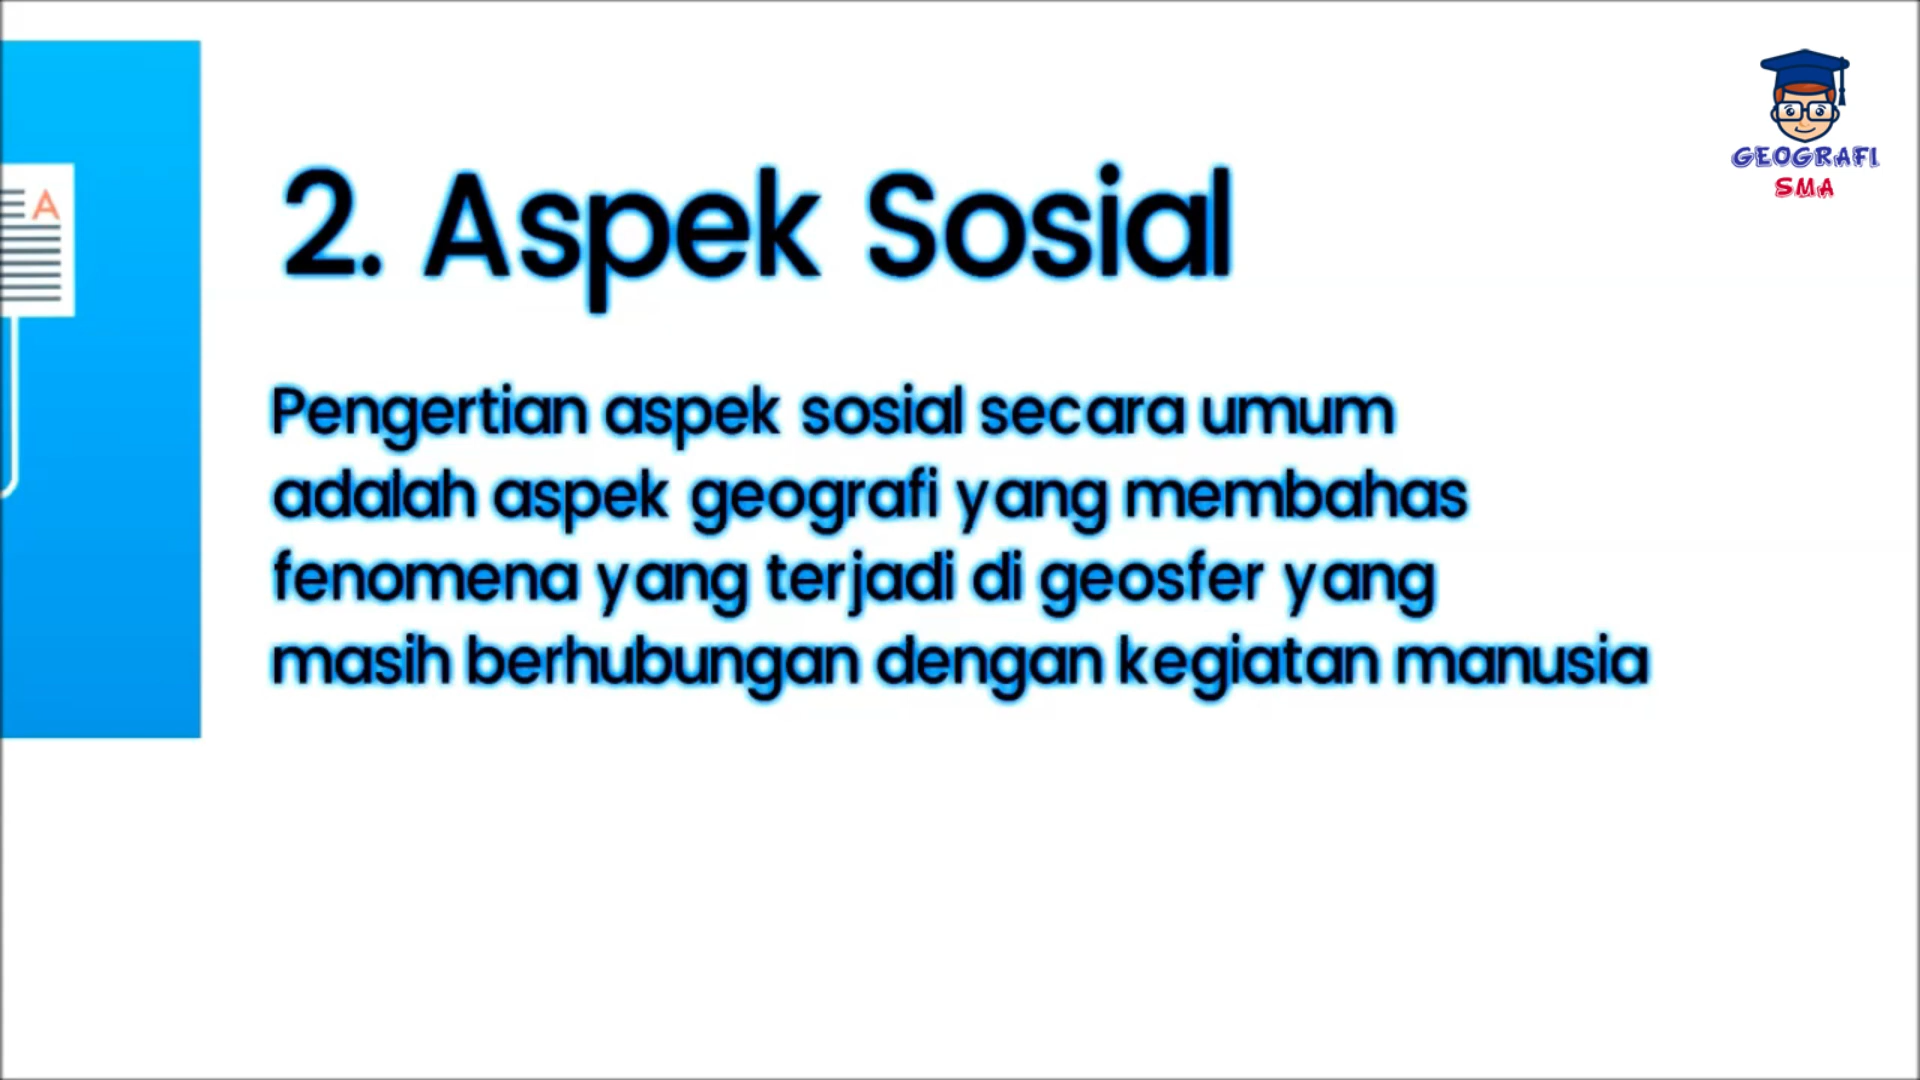 GEOGRAFI
SMA
A
2. Aspek Sosial
Pengertian aspek sosial secara umum
adalah aspek geografi yang membahas
fenomena yang terjadi di geosfer yang
masih berhubungan dengan kegiatan manusia